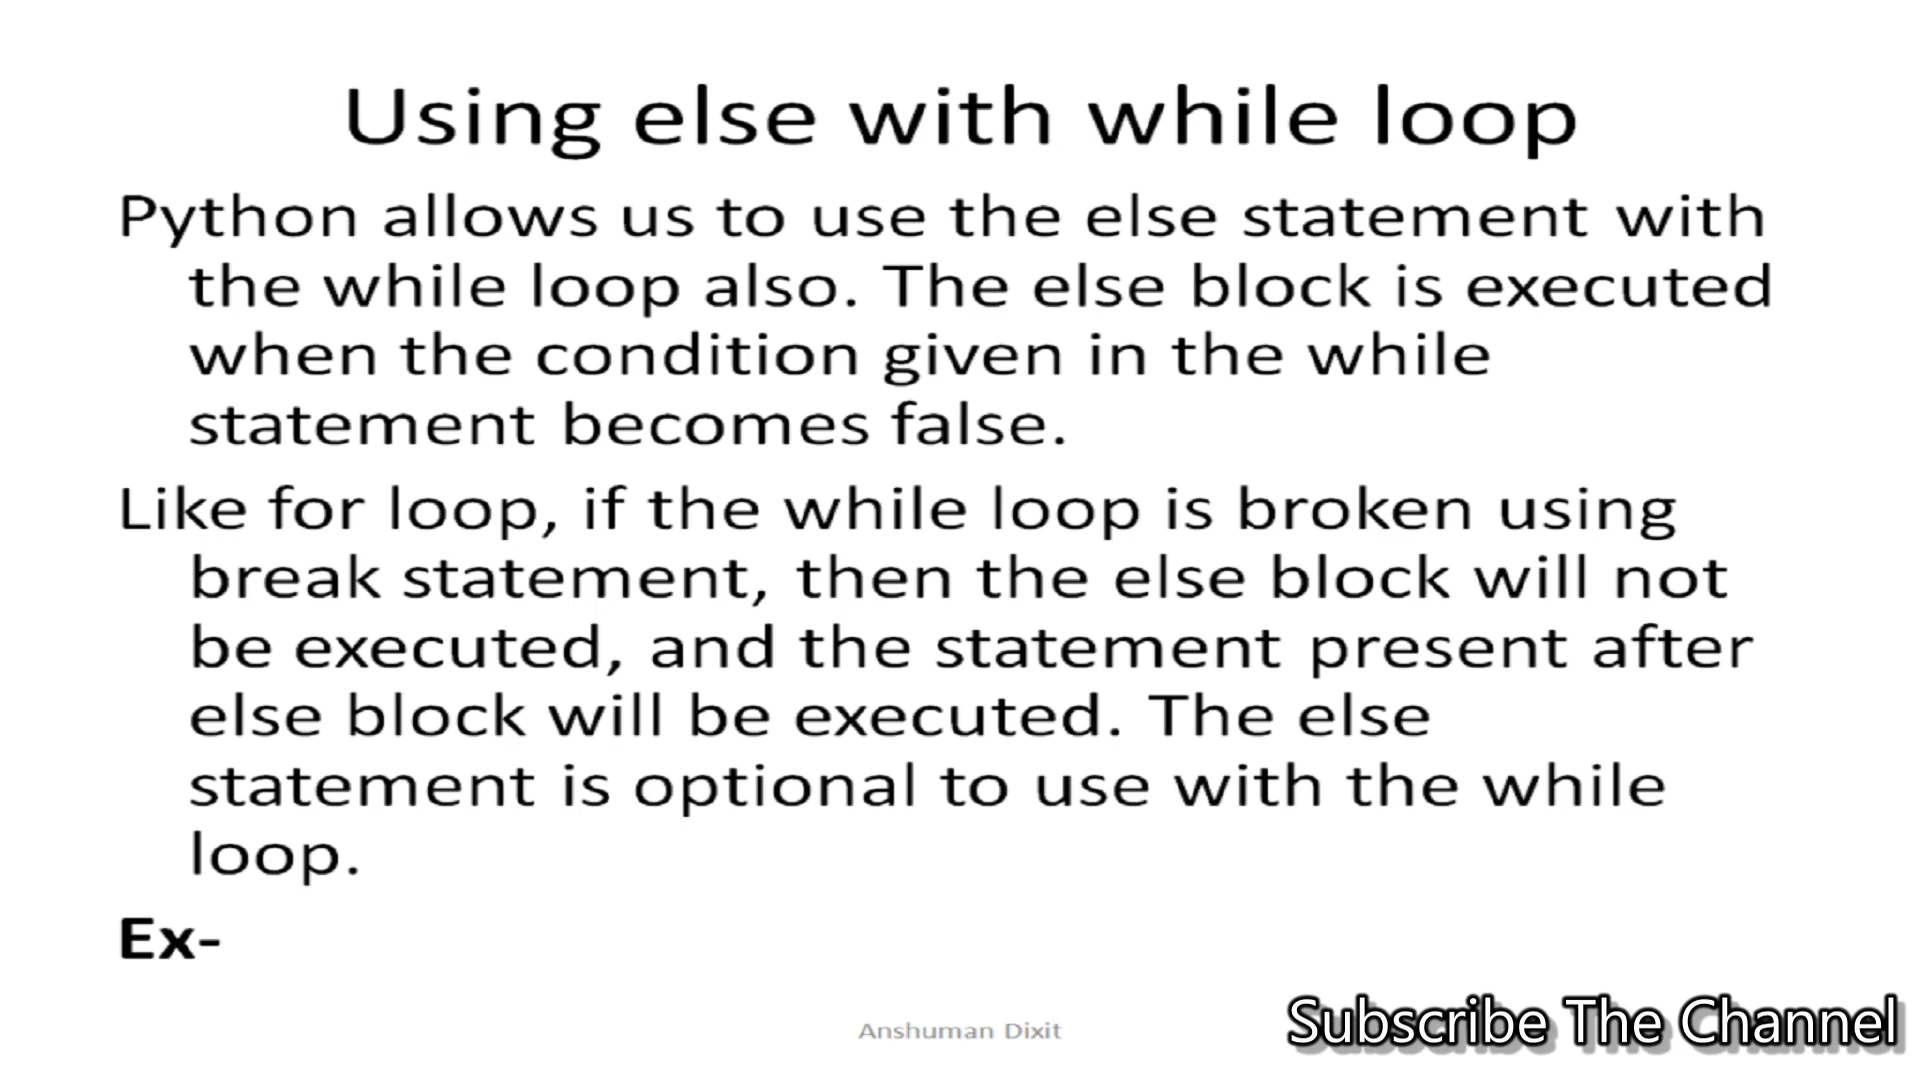 Using else with while loop
Python allows us to use the else statement with
the while loop also. The else block is executed
when the condition given in the while
statement becomes false.
Like for loop, if the while loop is broken using
break statement, then the else block will not
be executed, and the statement present after
else block will be executed. The else
statement is optional to use with the while
loop.
Ex-
Anshuman Dixit
Subscribe The Channel